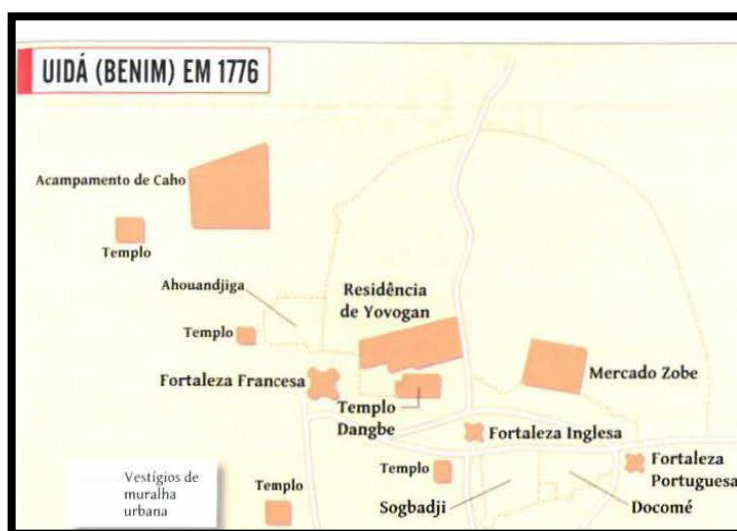 UIDÁ (BENIM) EM 1776
Acampamento de Caho
Templo
Ahouandjiga
Residência
de Yovogan
Templo
Fortaleza Francesa
Mercado Zobe
Templo
Dangbe
Fortaleza Inglesa
Vestígios de
muralha
urbana
Templo
Templo
Fortaleza
Portuguesa
Sogbadji
Docomé